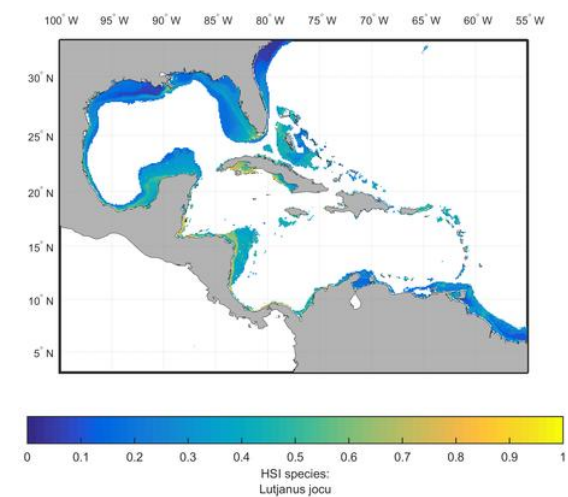 100° W 95° W 90° W 85° W 80° W 75° W 70° W 65° W 60° W 55° W
30° N
25° N
20° N
15° N
10° N
5° N
0 0.1 0.2 0.3 0.4 0.5 0.6 0.7 0.8 0.9 1
HSI species:
Lutjanus jocu